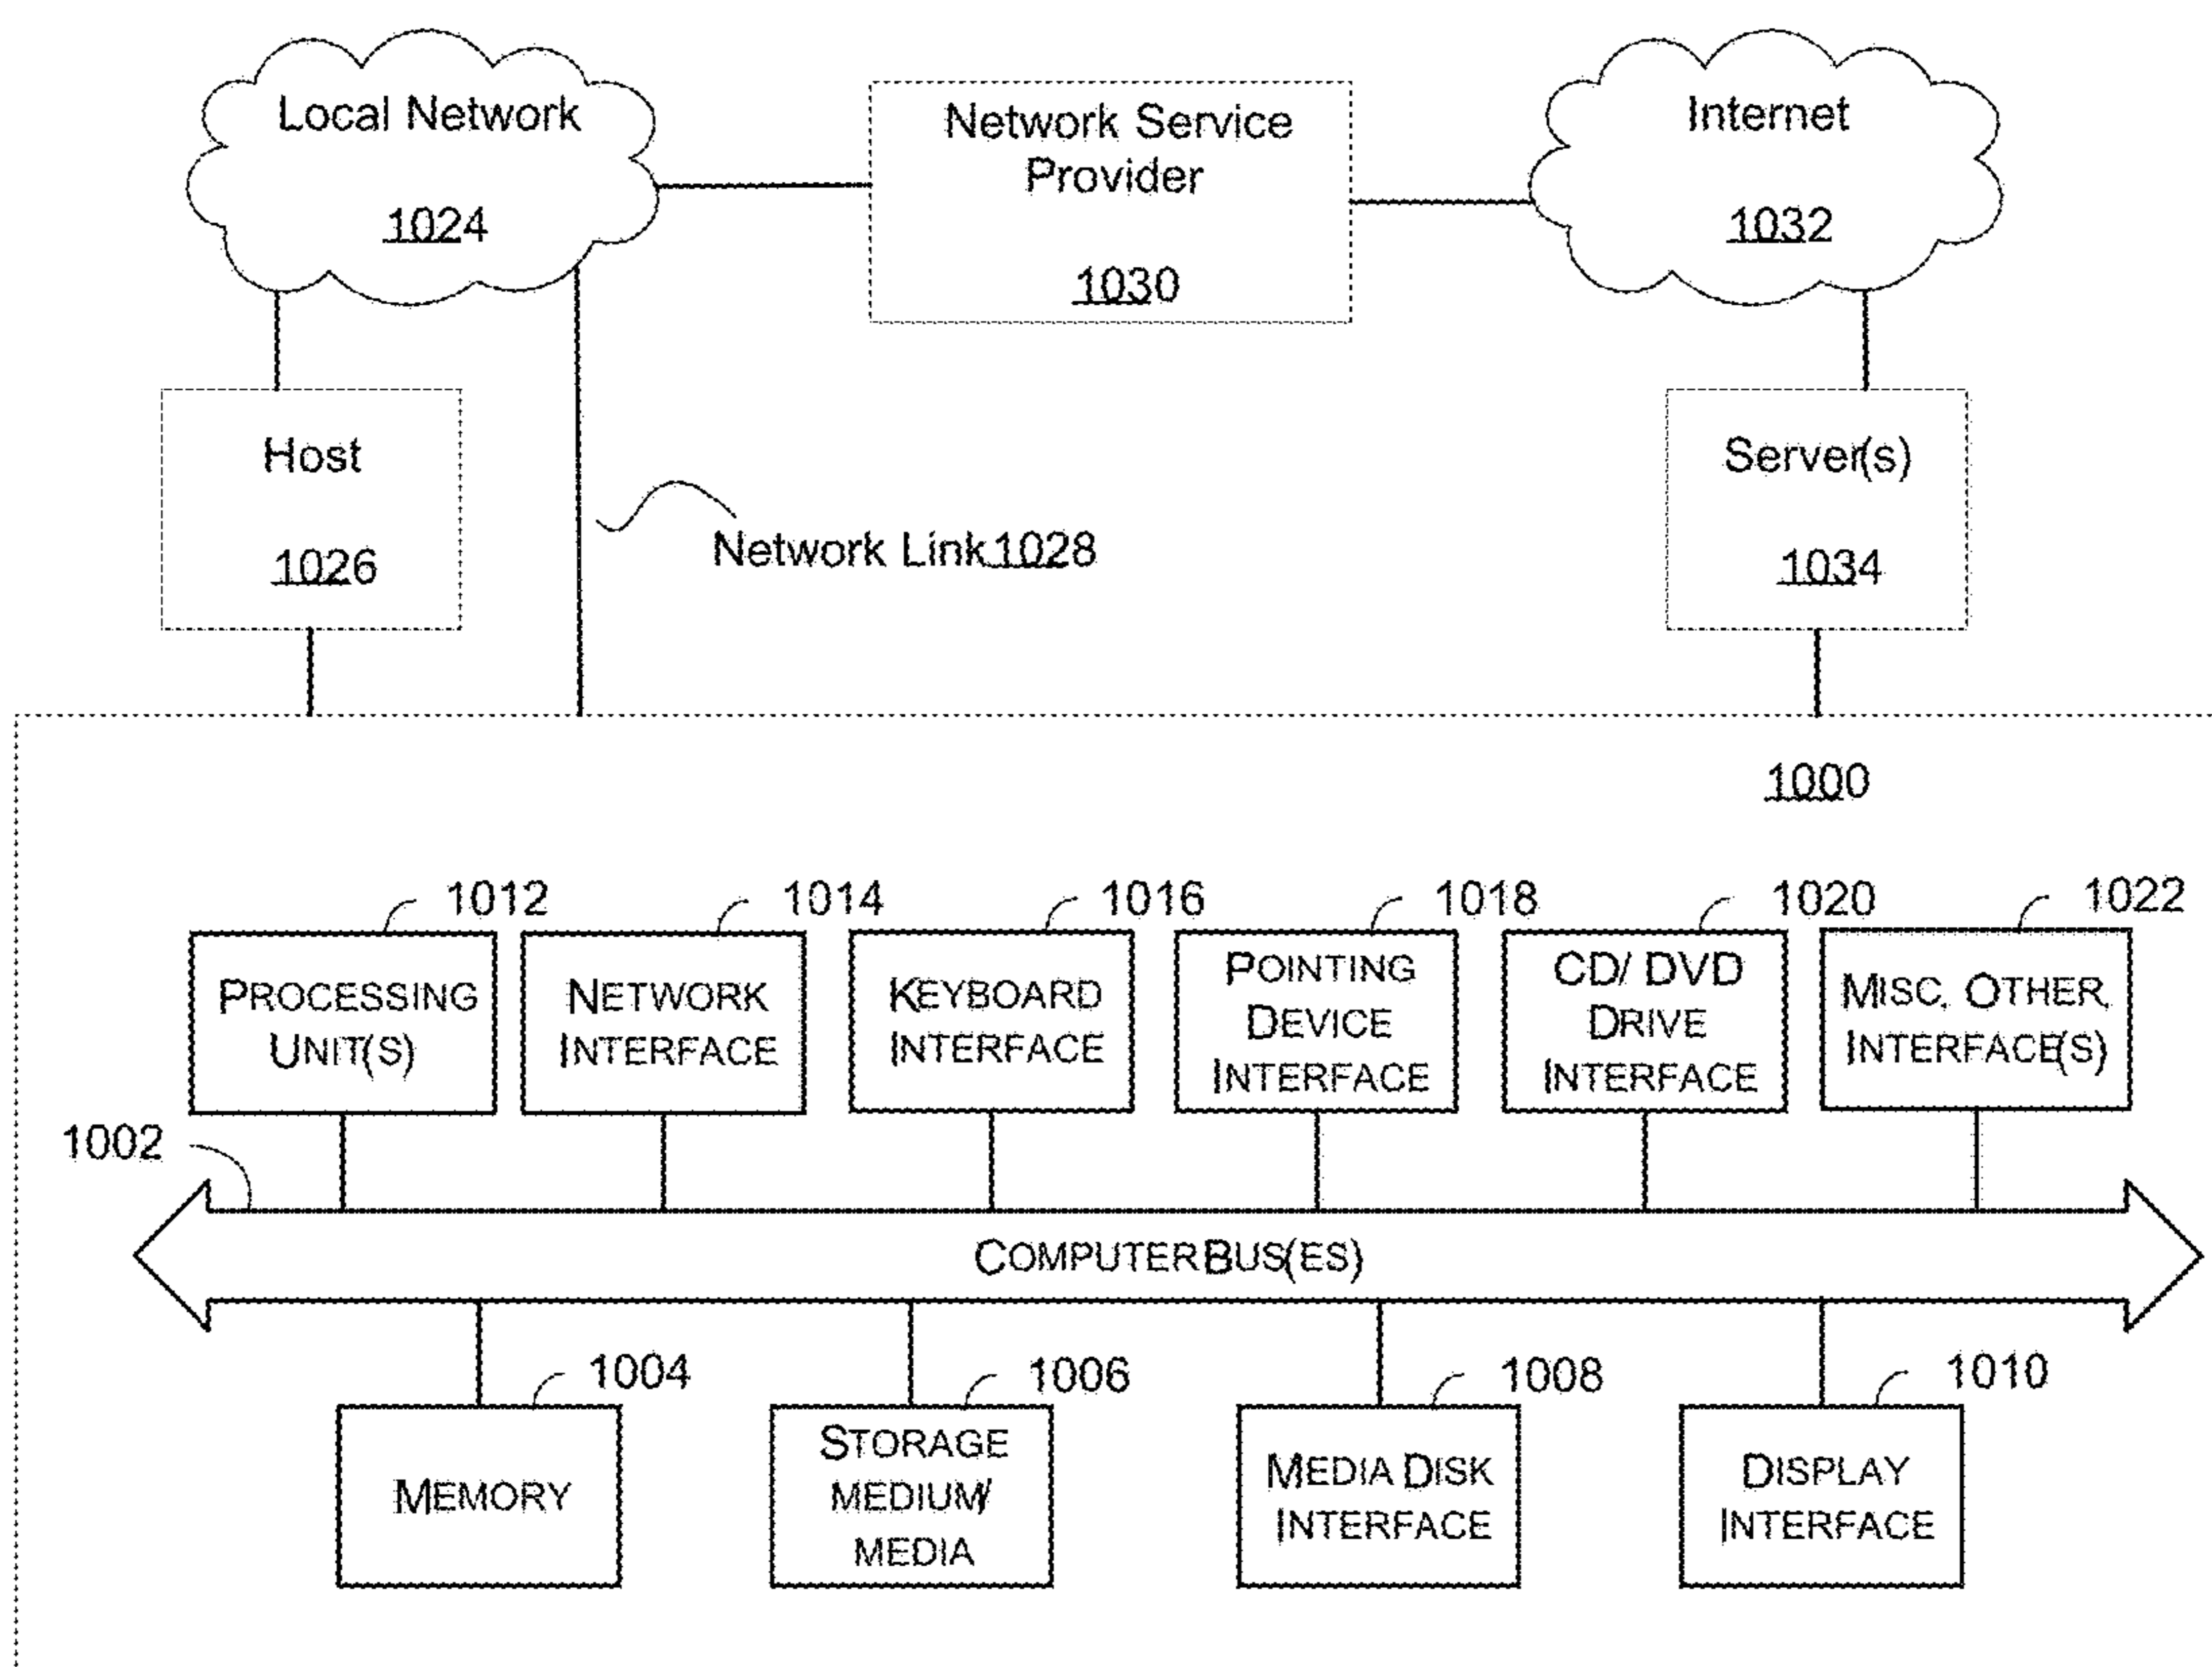 Local Network
1024
Network Service
Provider
1030
Internet
1032
Host
1026
Network Link 1028
Server(s)
1034
1000
1012
1014
1016
1018
1020
1022
PROCESSING
UNIT(S)
NETWORK
INTERFACE
KEYBOARD
INTERFACE
POINTING
DEVICE
INTERFACE
CD/ DVD
DRIVE
INTERFACE
MISC. OTHER
INTERFACE(S)
1002
COMPUTER BUS(ES)
1004
1006
1008
1010
MEMORY
STORAGE
MEDIUM/
MEDIA
MEDIA DISK
INTERFACE
DISPLAY
INTERFACE